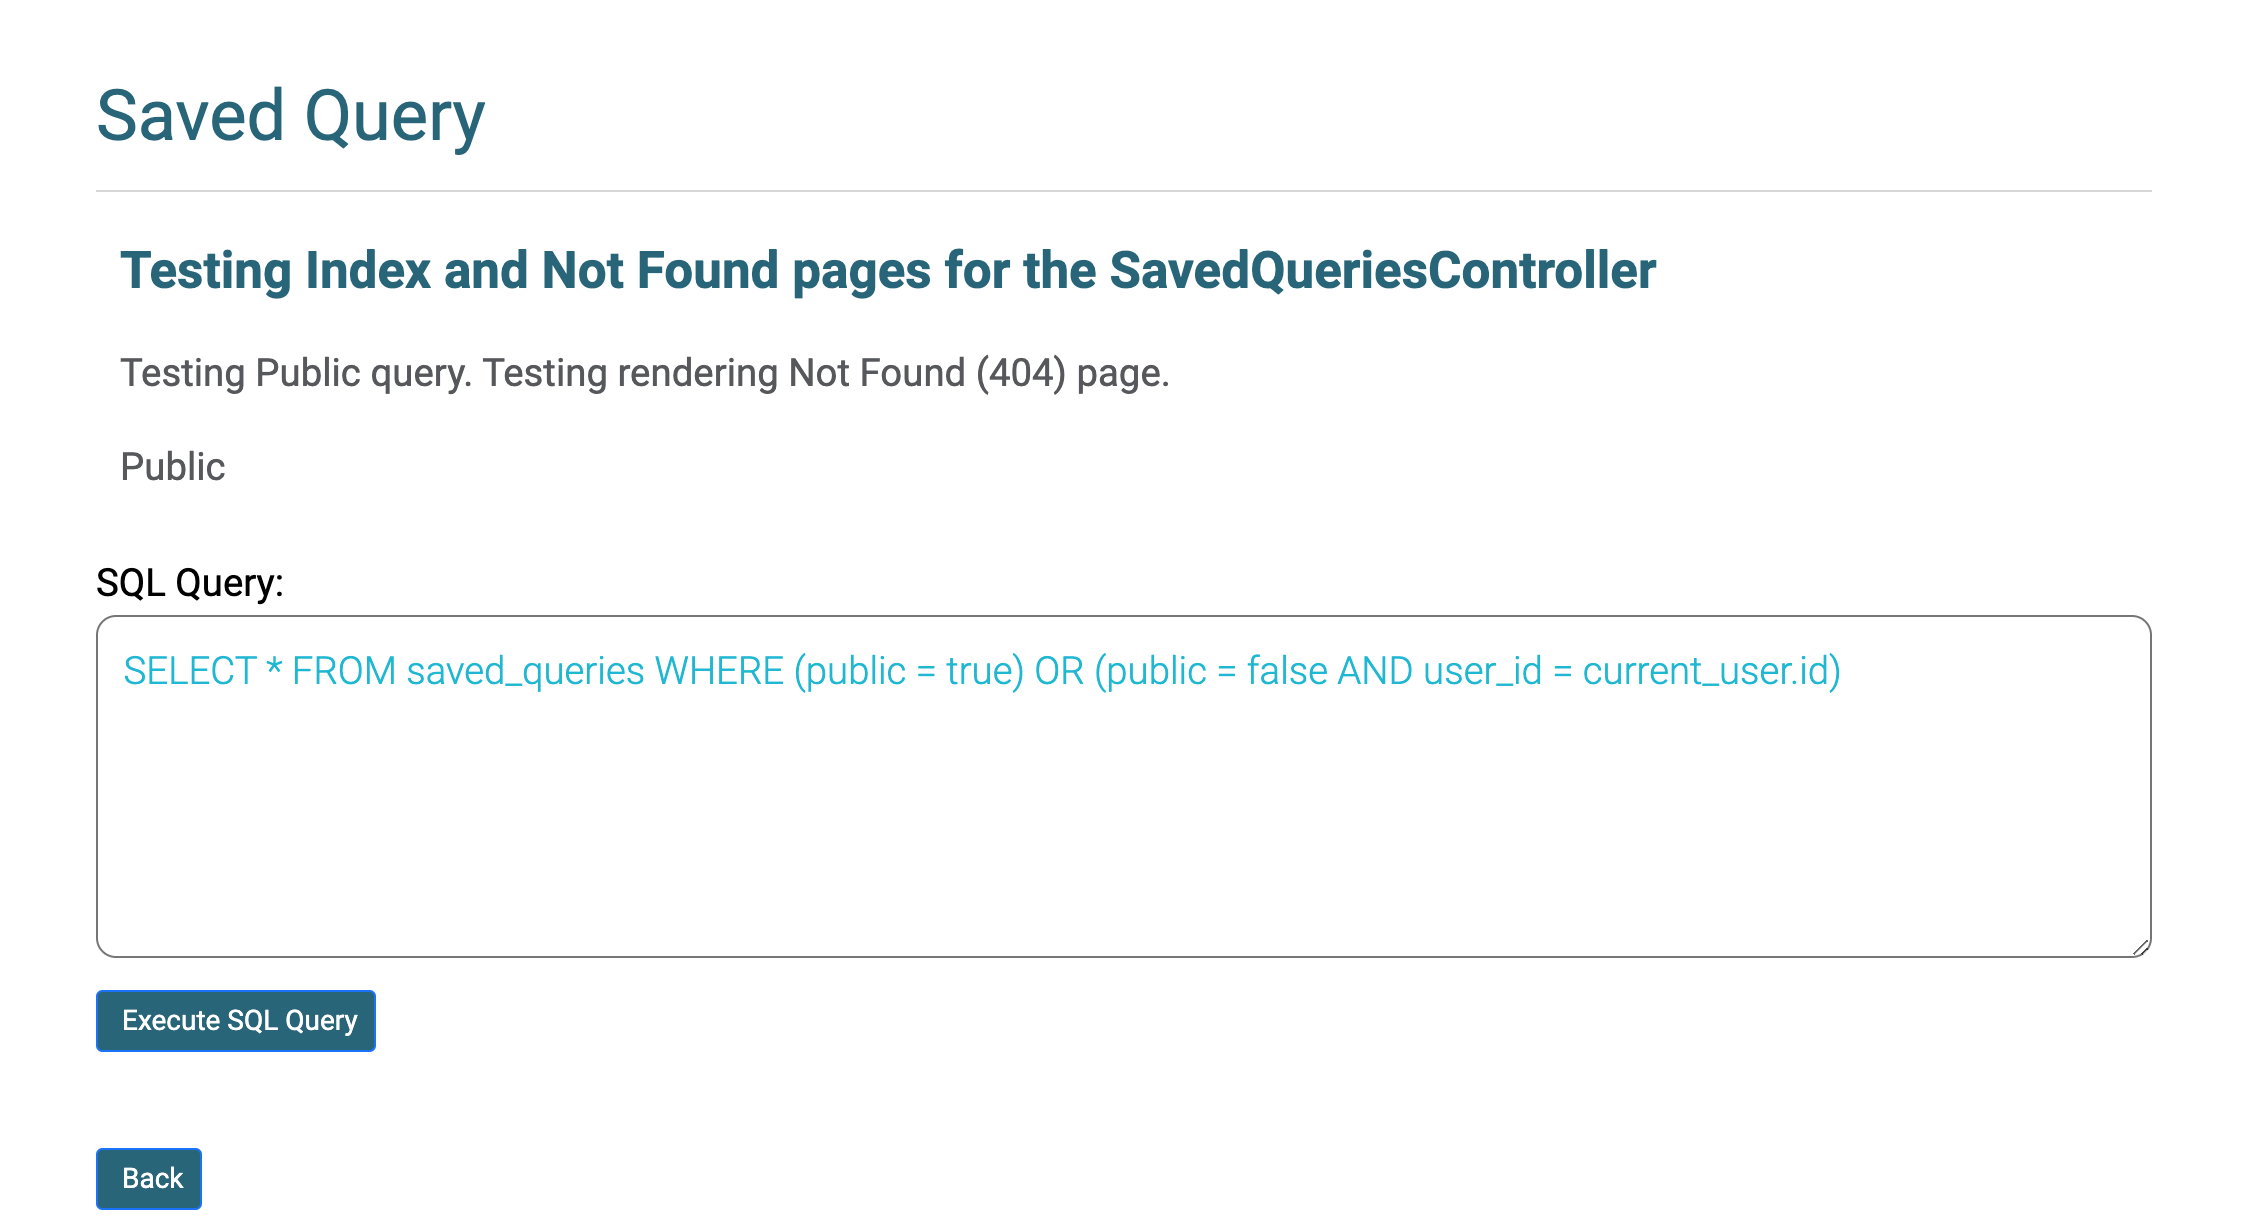 Saved Query
Testing Index and Not Found pages for the SavedQueriesController
Testing Public query. Testing rendering Not Found (404) page.
Public
SQL Query:
SELECT * FROM saved_queries WHERE (public = true) OR (public = false AND user_id = current_user.id)
Execute SQL Query
Back